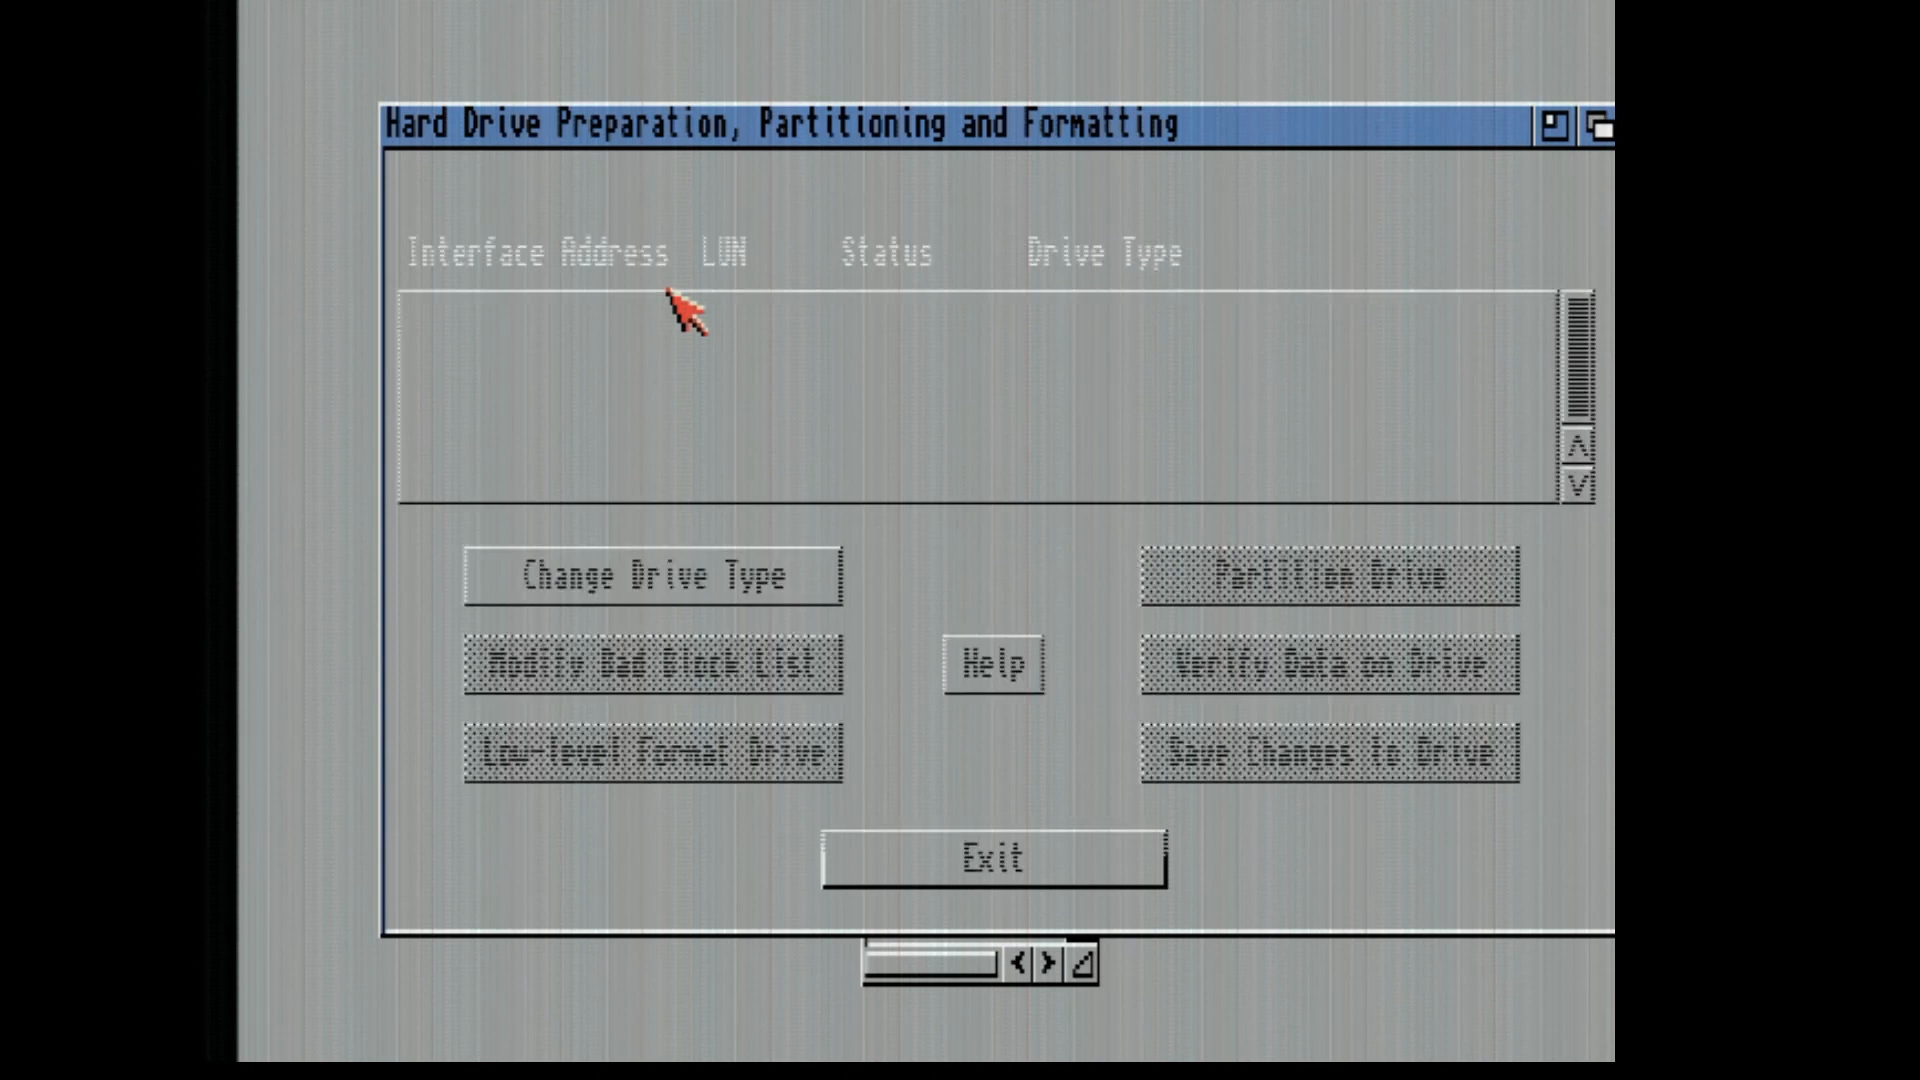 Hard Drive Preparation, Partitioning and Formatting
Interface Address LUN Status Drive Type
Change Drive Type
Partition Drive
Modify Bad Block List
Help
Verify Data on Drive
Low-level Format Drive
Save Changes to Drive
Exit